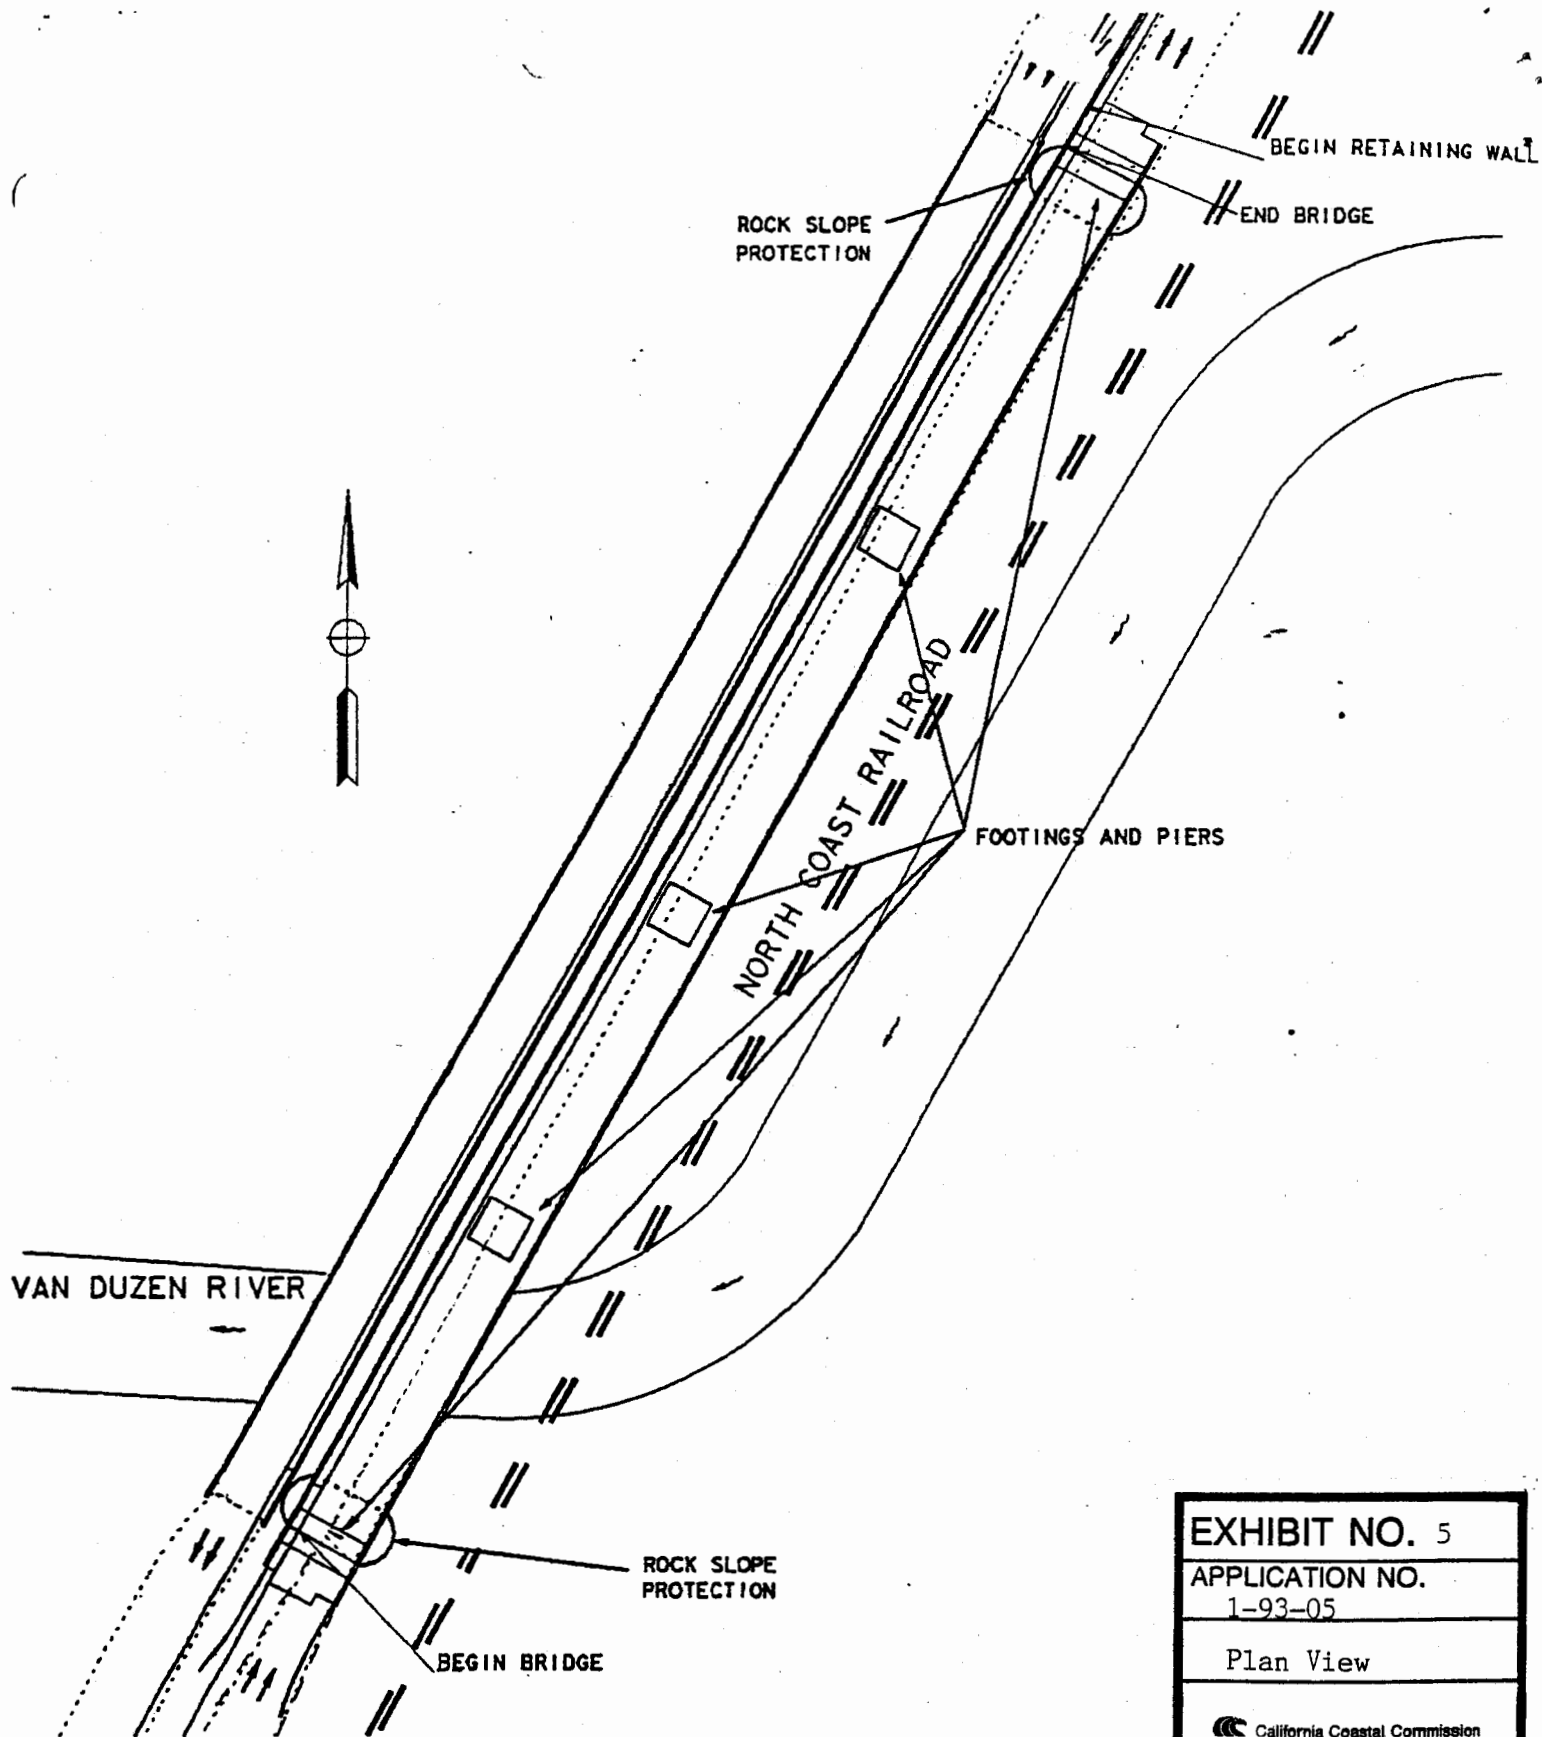 BEGIN RETAINING WALL
ROCK SLOPE
PROTECTION
END BRIDGE
NORTH COAST RAILROAD
FOOTINGS AND PIERS
VAN DUZEN RIVER
ROCK SLOPE
PROTECTION
BEGIN BRIDGE
EXHIBIT NO. 5
APPLICATION NO.
1-93-05
Plan View
California Coastal Commission